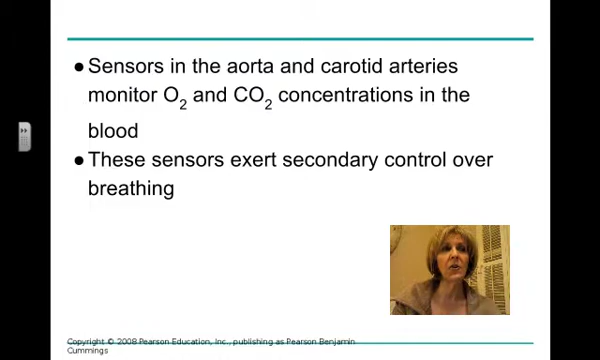 ● Sensors in the aorta and carotid arteries
monitor O₂ and CO₂ concentrations in the
blood
● These sensors exert secondary control over
breathing
Copyright © 2008 Pearson Education, Inc., publishing as Pearson Benjamin
Cummings